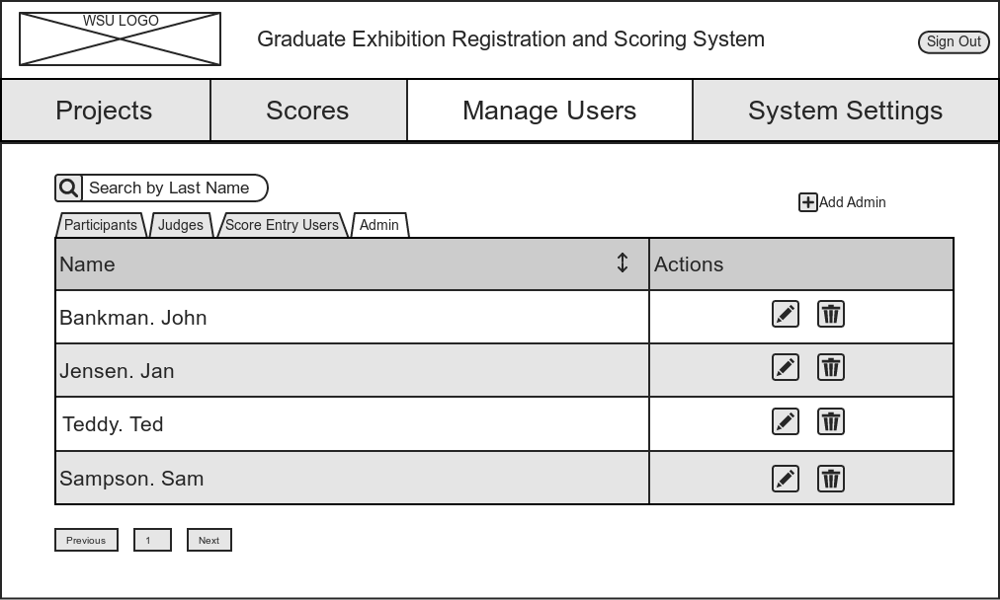 WSU LOGO
Graduate Exhibition Registration and Scoring System
Sign Out
Projects
Scores
Manage Users
System Settings
Search by Last Name
Add Admin
Participants
Judges
Score Entry Users
Admin
Name
Actions
Bankman. John
Jensen. Jan
Teddy. Ted
Sampson. Sam
Previous
1
Next